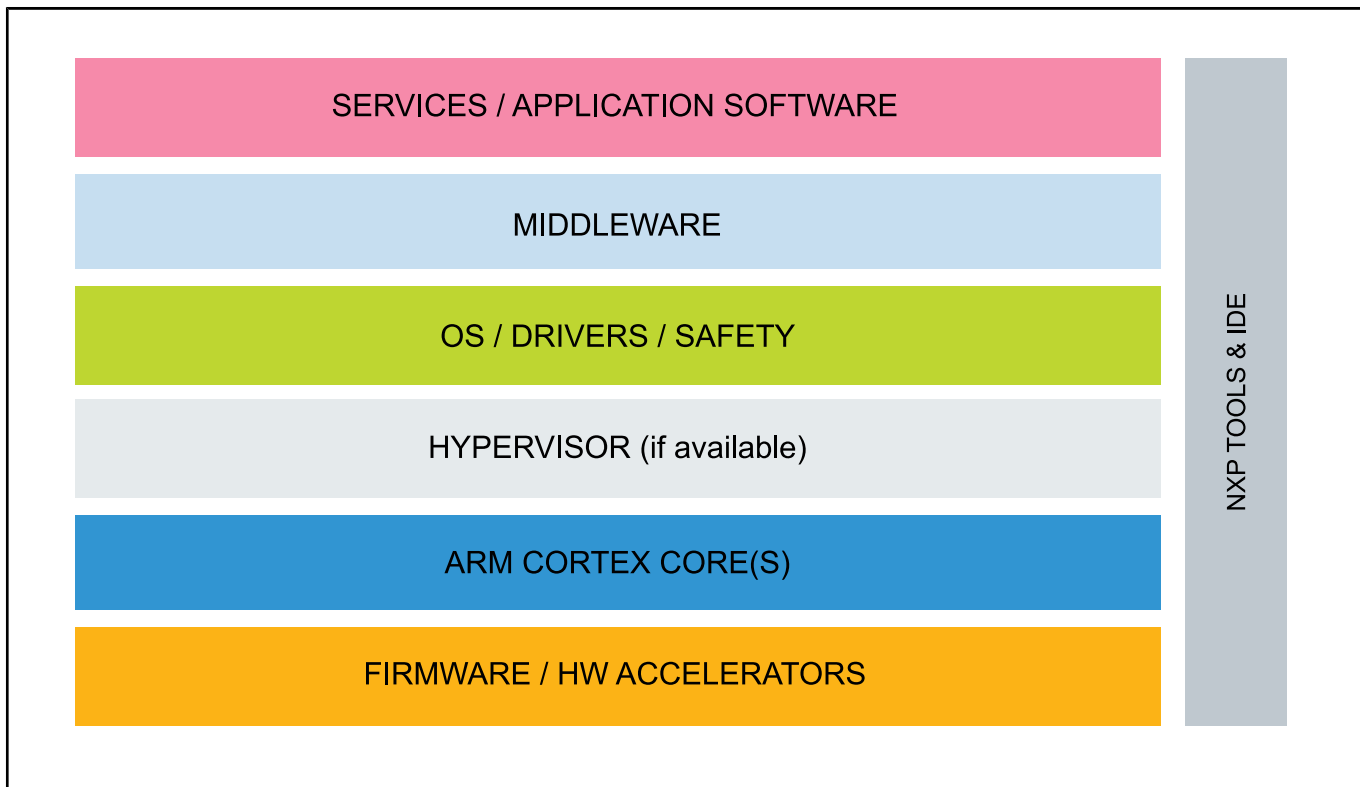 SERVICES / APPLICATION SOFTWARE
MIDDLEWARE
OS / DRIVERS / SAFETY
HYPERVISOR (if available)
ARM CORTEX CORE(S)
FIRMWARE / HW ACCELERATORS
NXP TOOLS & IDE